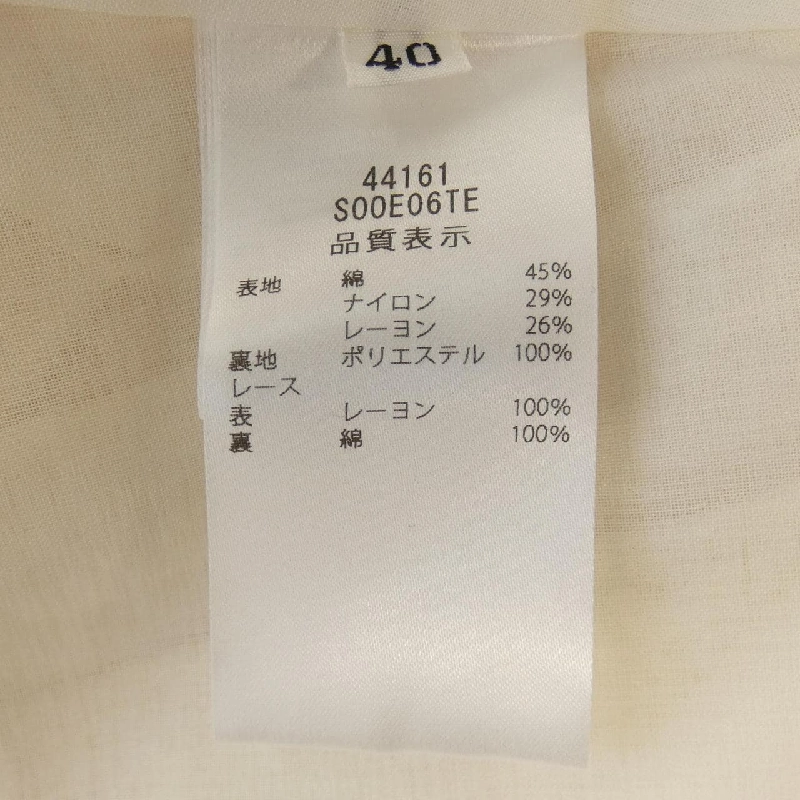 40
44161
S00E06TE
品質表示
表地 綿 45%
ナイロン 29%
レーヨン 26%
裏地 ポリエステル 100%
レース
表 レーヨン 100%
裏 綿 100%